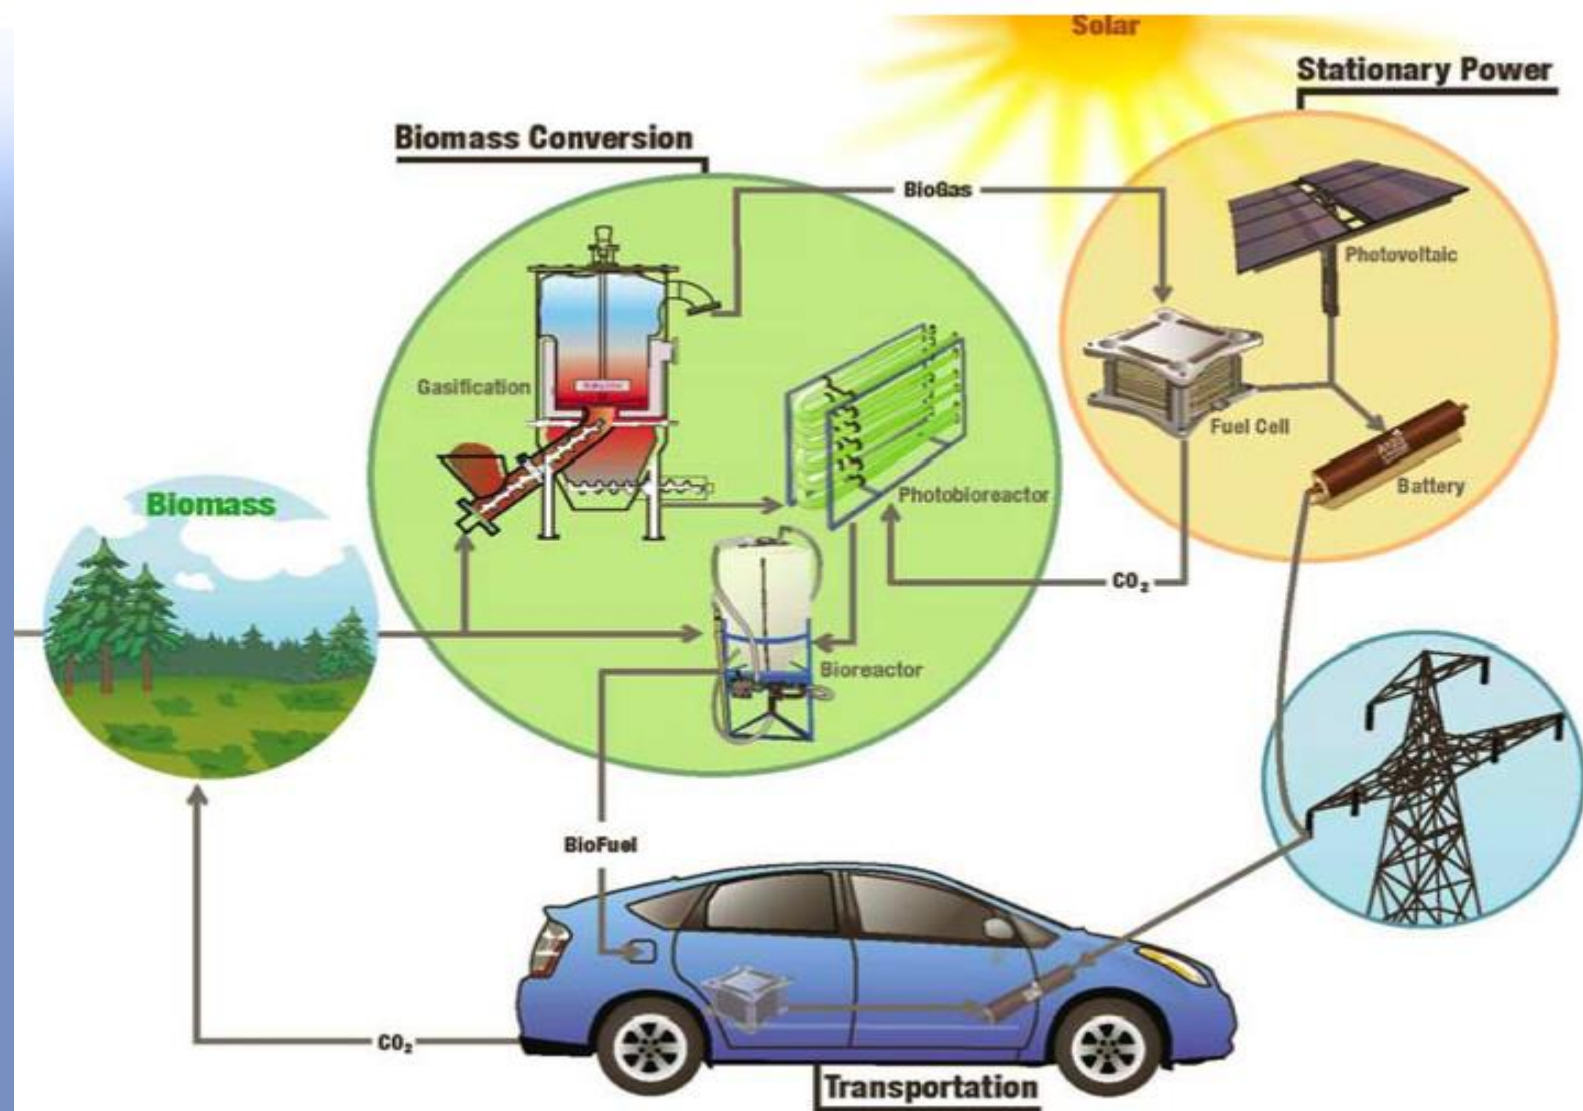 Solar
Stationary Power
Biomass Conversion
BioGas
Photovoltaic
Gasification
Fuel Cell
Battery
Photobioreactor
Biomass
CO₂
Bioreactor
BioFuel
CO₂
Transportation